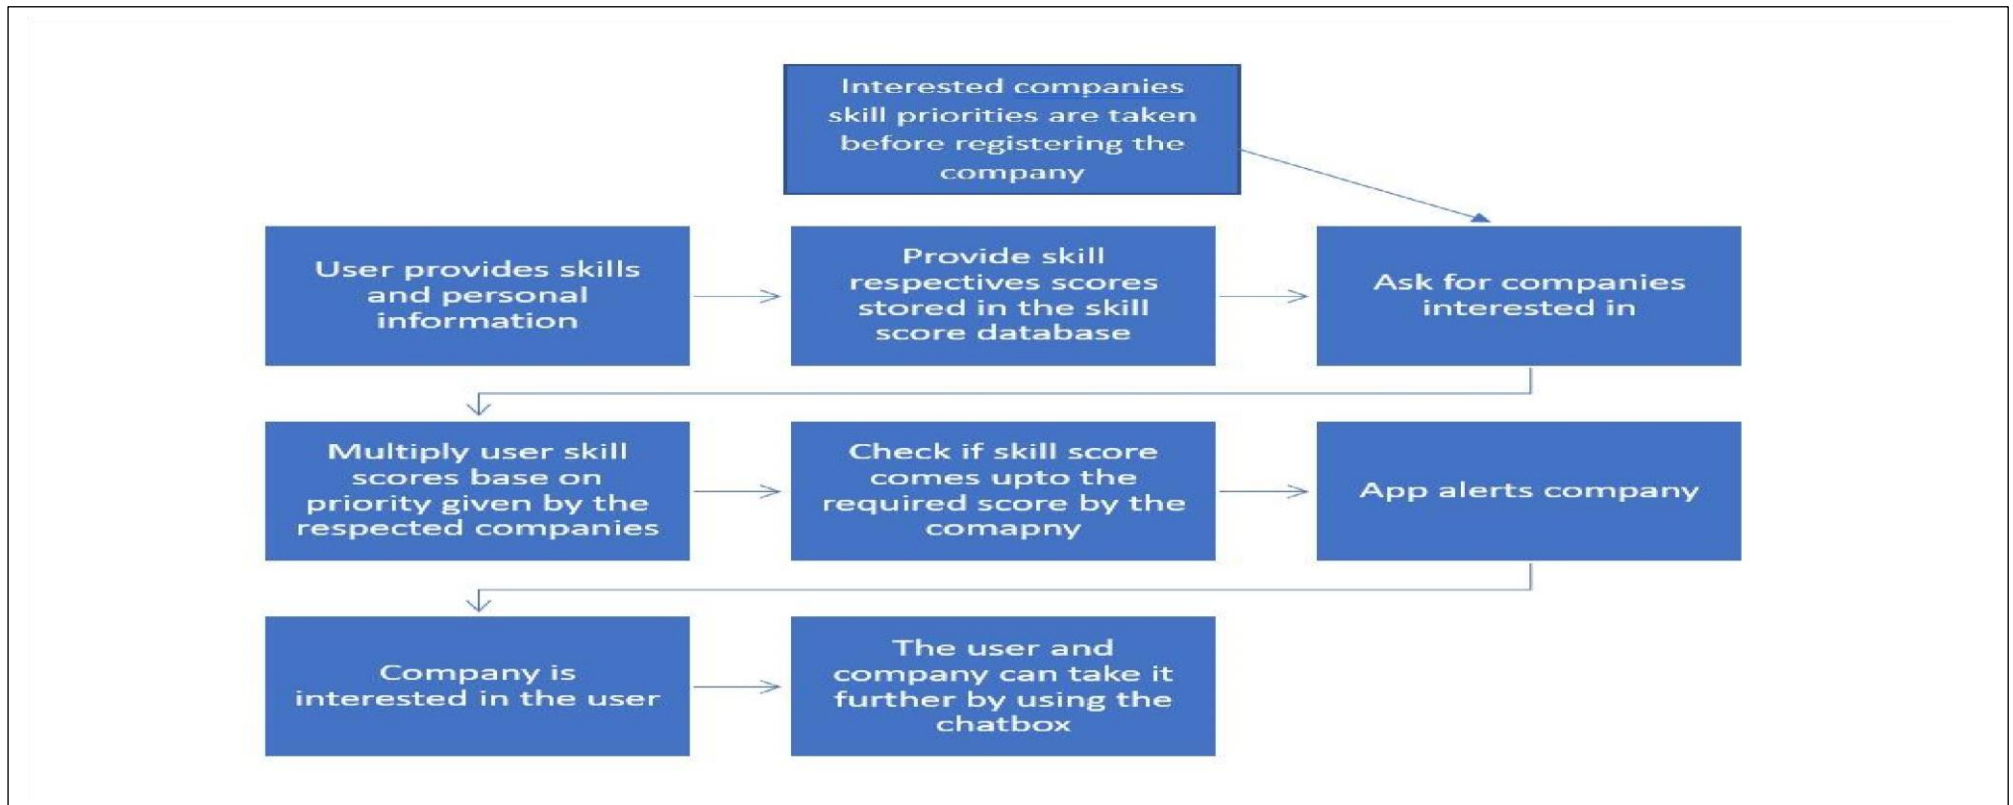 Interested companies
skill priorities are taken
before registering the
company
User provides skills
and personal
information
Provide skill
respectives scores
stored in the skill
score database
Ask for companies
interested in
Multiply user skill
scores base on
priority given by the
respected companies
Check if skill score
comes upto the
required score by the
comapny
App alerts company
Company is
interested in the user
The user and
company can take it
further by using the
chatbox